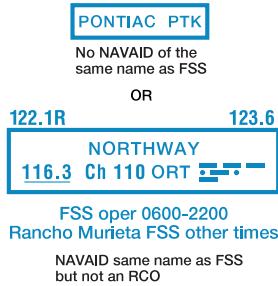 PONTIAC PTK
No NAVAID of the
same name as FSS
OR
122.1R 123.6
NORTHWAY
116.3 Ch 110 ORT
FSS oper 0600-2200
Rancho Murieta FSS other times
NAVAID same name as FSS
but not an RCO